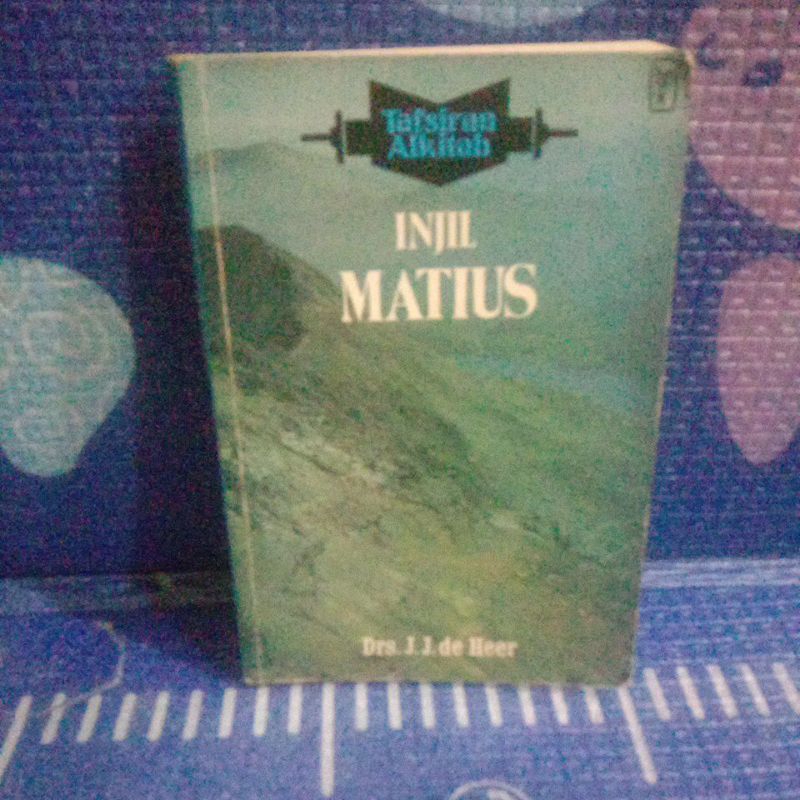 Tafsiran
Alkitab
INJIL
MATIUS
Drs. J. J. de Heer